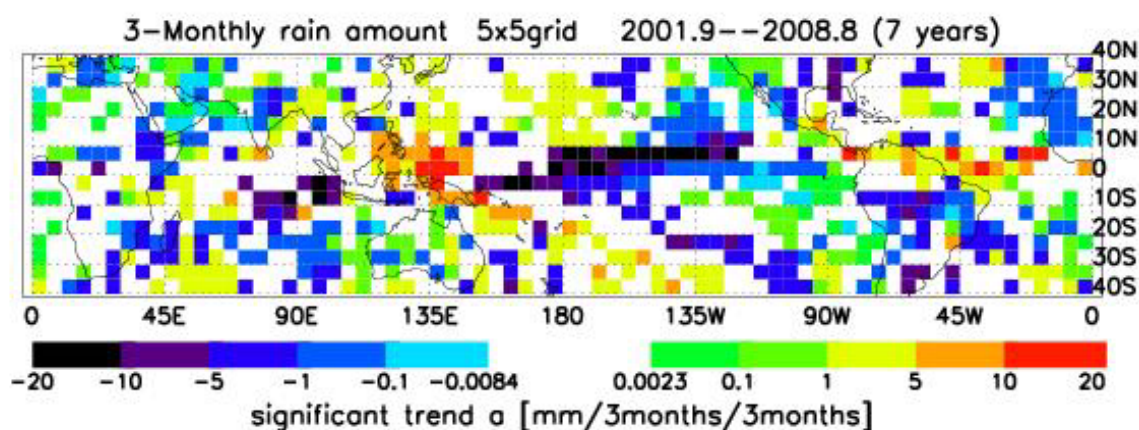 3-Monthly rain amount 5x5grid 2001.9--2008.8 (7 years)
40N
30N
20N
10N
0
10S
20S
30S
40S
0 45E 90E 135E 180 135W 90W 45W 0
-20 -10 -5 -1 -0.1 -0.0084 0.0023 0.1 1 5 10 20
significant trend a [mm/3months/3months]